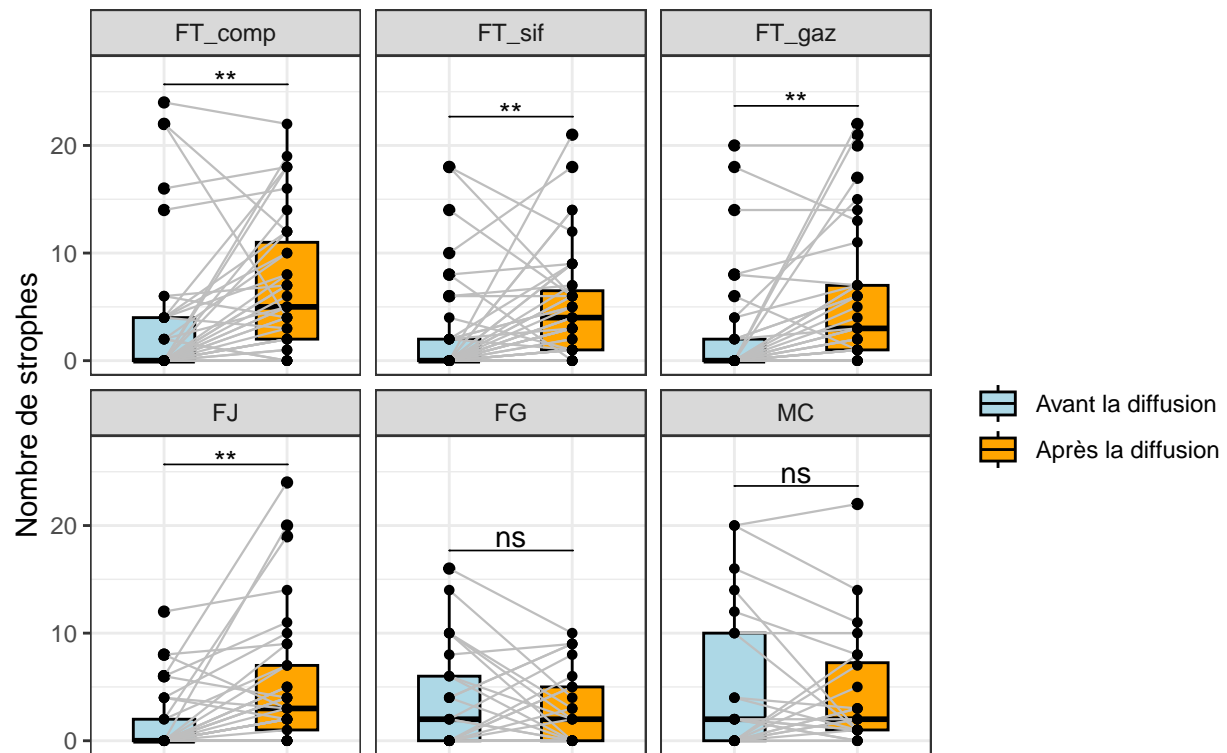 FT_comp
FT_sif
FT_gaz
**
**
**
20
10
0
FJ
FG
MC
**
ns
ns
20
10
0
Nombre de strophes
Avant la diffusion
Après la diffusion